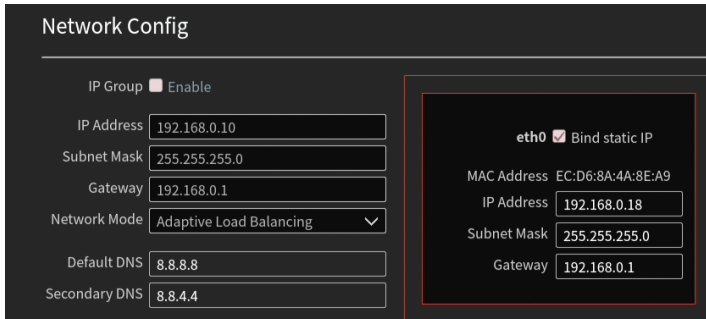 Network Config
IP Group Enable
IP Address 192.168.0.10
Subnet Mask 255.255.255.0
Gateway 192.168.0.1
Network Mode Adaptive Load Balancing
Default DNS 8.8.8.8
Secondary DNS 8.8.4.4
eth0 Bind static IP
MAC Address EC:D6:8A:4A:8E:A9
IP Address 192.168.0.18
Subnet Mask 255.255.255.0
Gateway 192.168.0.1